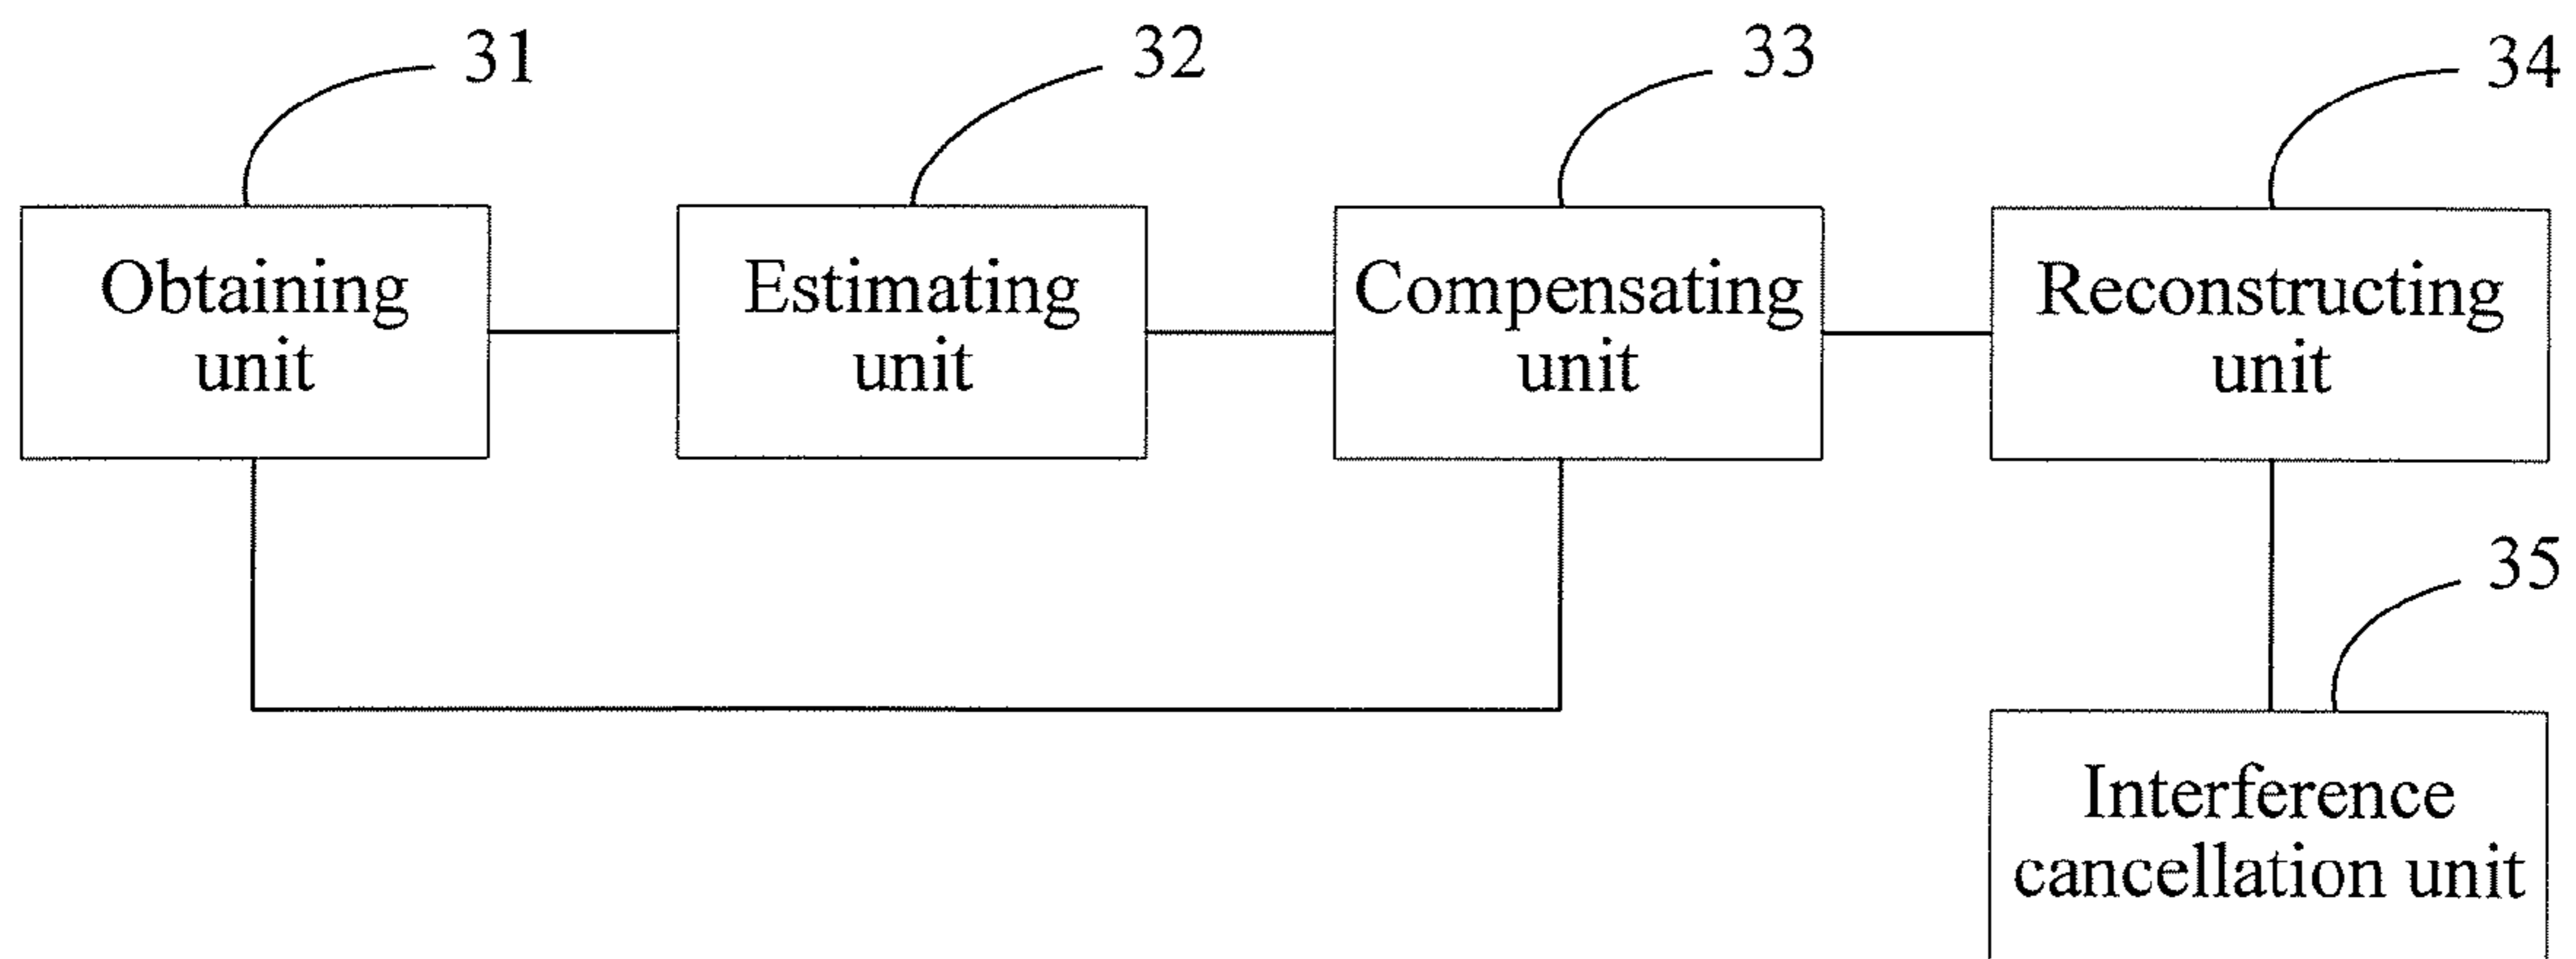 31
32
33
34
Obtaining
unit
Estimating
unit
Compensating
unit
Reconstructing
unit
35
Interference
cancellation unit